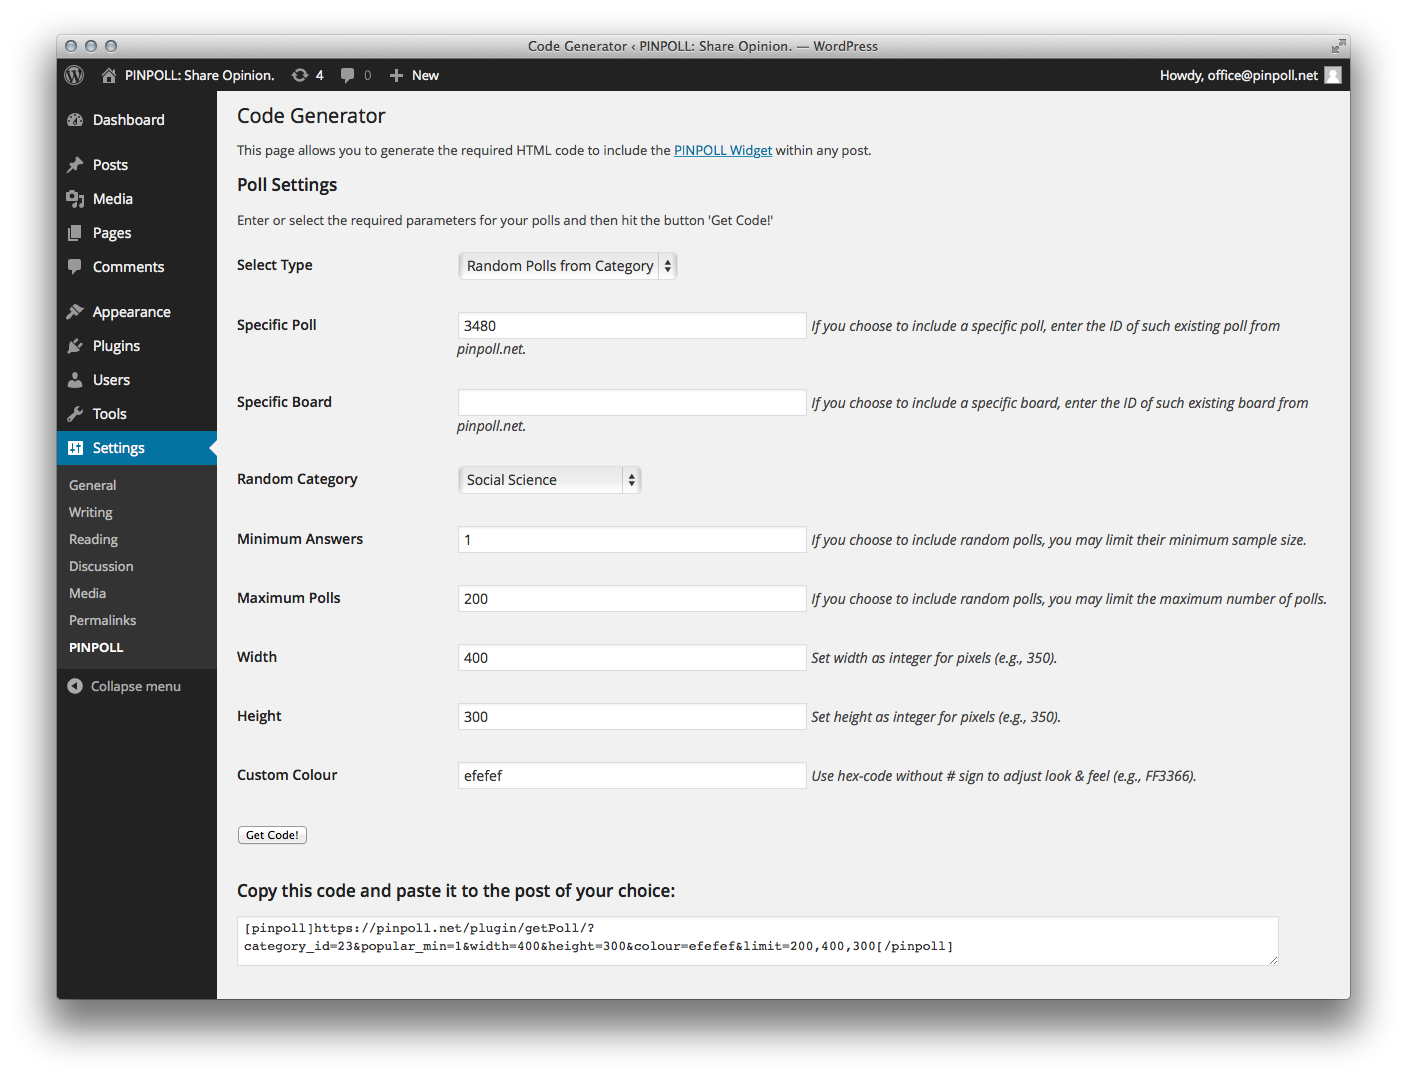 Code Generator ‹ PINPOLL: Share Opinion. — WordPress
PINPOLL: Share Opinion. 4 0 New Howdy, office@pinpoll.net
Dashboard
Posts
Media
Pages
Comments
Appearance
Plugins
Users
Tools
Settings
General
Writing
Reading
Discussion
Media
Permalinks
PINPOLL
Collapse menu
Code Generator
This page allows you to generate the required HTML code to include the PINPOLL Widget within any post.
Poll Settings
Enter or select the required parameters for your polls and then hit the button 'Get Code!'
Select Type Random Polls from Category
Specific Poll 3480 If you choose to include a specific poll, enter the ID of such existing poll from
pinpoll.net.
Specific Board If you choose to include a specific board, enter the ID of such existing board from
pinpoll.net.
Random Category Social Science
Minimum Answers 1 If you choose to include random polls, you may limit their minimum sample size.
Maximum Polls 200 If you choose to include random polls, you may limit the maximum number of polls.
Width 400 Set width as integer for pixels (e.g., 350).
Height 300 Set height as integer for pixels (e.g., 350).
Custom Colour efefef Use hex-code without # sign to adjust look & feel (e.g., FF3366).
Get Code!
Copy this code and paste it to the post of your choice:
[pinpoll]https://pinpoll.net/plugin/getPoll/?
category_id=23&popular_min=1&width=400&height=300&colour=efefef&limit=200,400,300[/pinpoll]